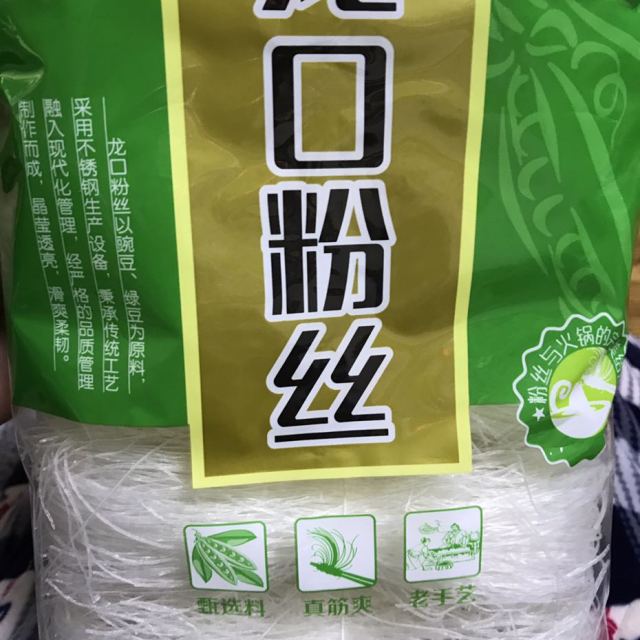 龙口粉丝
龙口粉丝以豌豆、绿豆为原料，
采用不锈钢生产设备，秉承传统工艺
融入现代化管理，经严格的品质管理
制作而成，晶莹透亮，滑爽柔韧。
粉丝与火锅的
甄选料
真筋爽
老手艺